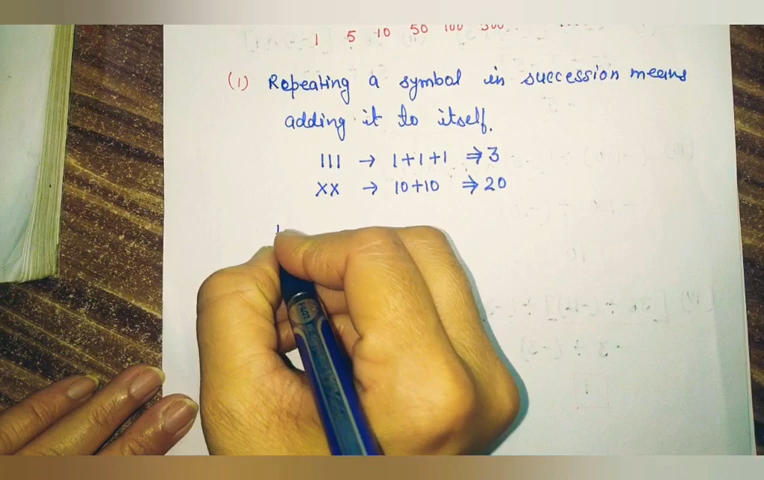 1 5 10 50 100 500
(1) Repeating a symbol in succession means
adding it to itself.
III → 1+1+1 ⇒ 3
XX → 10+10 ⇒ 20